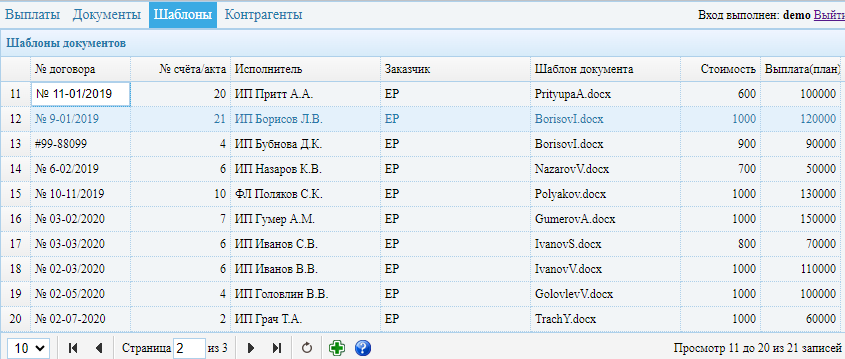 Выплаты Документы Шаблоны Контрагенты Вход выполнен: demo Выйти
Шаблоны документов
№ договора № счёта/акта Исполнитель Заказчик Шаблон документа Стоимость Выплата(план)
11 № 11-01/2019 20 ИП Притт А.А. ЕР PrityupaA.docx 600 100000
12 № 9-01/2019 21 ИП Борисов Л.В. ЕР BorisovI.docx 1000 120000
13 #99-88099 4 ИП Бубнова Д.К. ЕР BorisovI.docx 900 90000
14 № 6-02/2019 6 ИП Назаров К.В. ЕР NazarovV.docx 700 50000
15 № 10-11/2019 10 ФЛ Поляков С.К. ЕР Polyakov.docx 1000 130000
16 № 03-02/2020 7 ИП Гумер А.М. ЕР GumerovA.docx 1000 150000
17 № 03-03/2020 6 ИП Иванов С.В. ЕР IvanovS.docx 800 70000
18 № 02-03/2020 6 ИП Иванов В.В. ЕР IvanovV.docx 1000 110000
19 № 02-05/2020 4 ИП Головлин В.В. ЕР GolovlevV.docx 1000 100000
20 № 02-07-2020 2 ИП Грач Т.А. ЕР TrachY.docx 1000 60000
10 Страница 2 из 3 Просмотр 11 до 20 из 21 записей